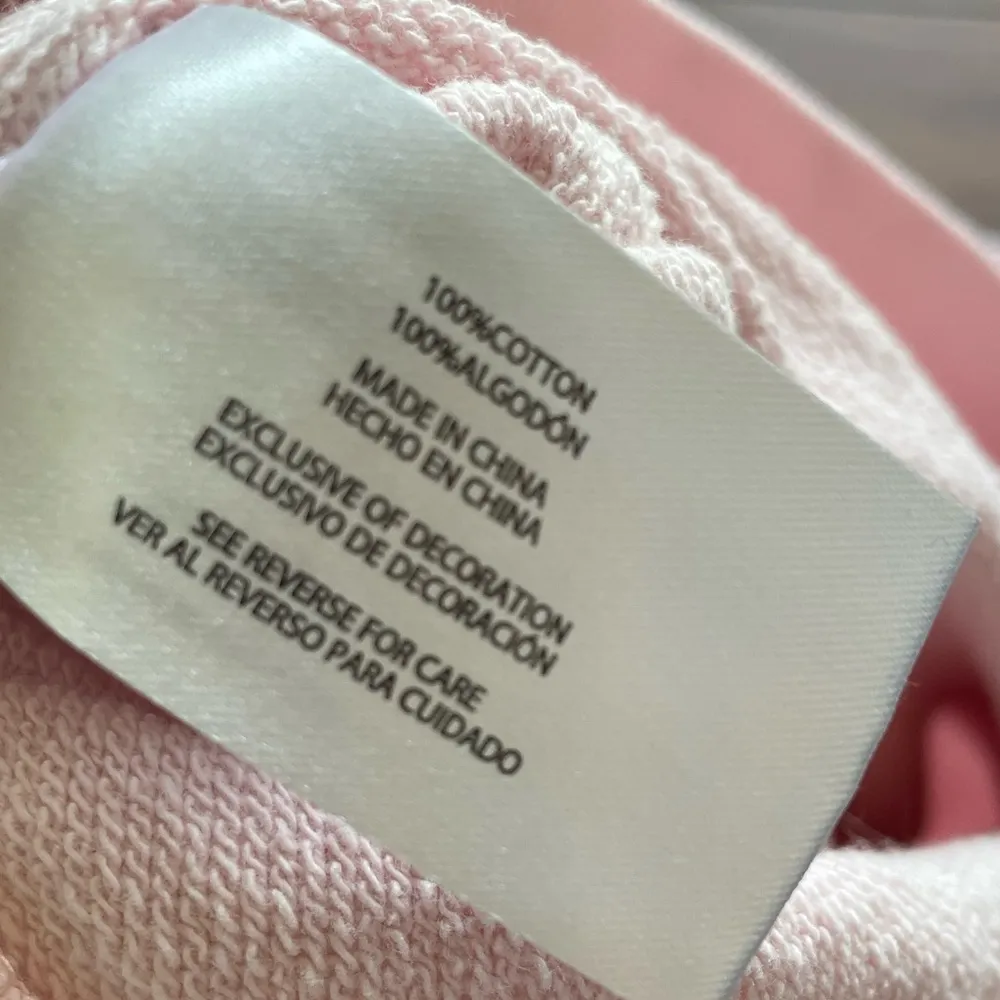 100%COTTON
100%ALGODÓN
MADE IN CHINA
HECHO EN CHINA
EXCLUSIVE OF DECORATION
EXCLUSIVO DE DECORACIÓN
SEE REVERSE FOR CARE
VER AL REVERSO PARA CUIDADO